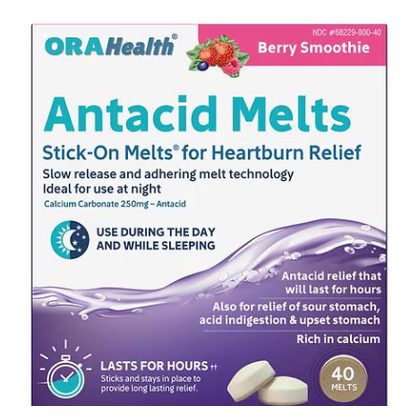 NDC #68229-800-40
ORAHealth®
Berry Smoothie
Antacid Melts
Stick-On Melts® for Heartburn Relief
Slow release and adhering melt technology
Ideal for use at night
Calcium Carbonate 250mg – Antacid
USE DURING THE DAY
AND WHILE SLEEPING
Antacid relief that
will last for hours
Also for relief of sour stomach,
acid indigestion & upset stomach
Rich in calcium
LASTS FOR HOURS ††
Sticks and stays in place to
provide long lasting relief.
40
MELTS